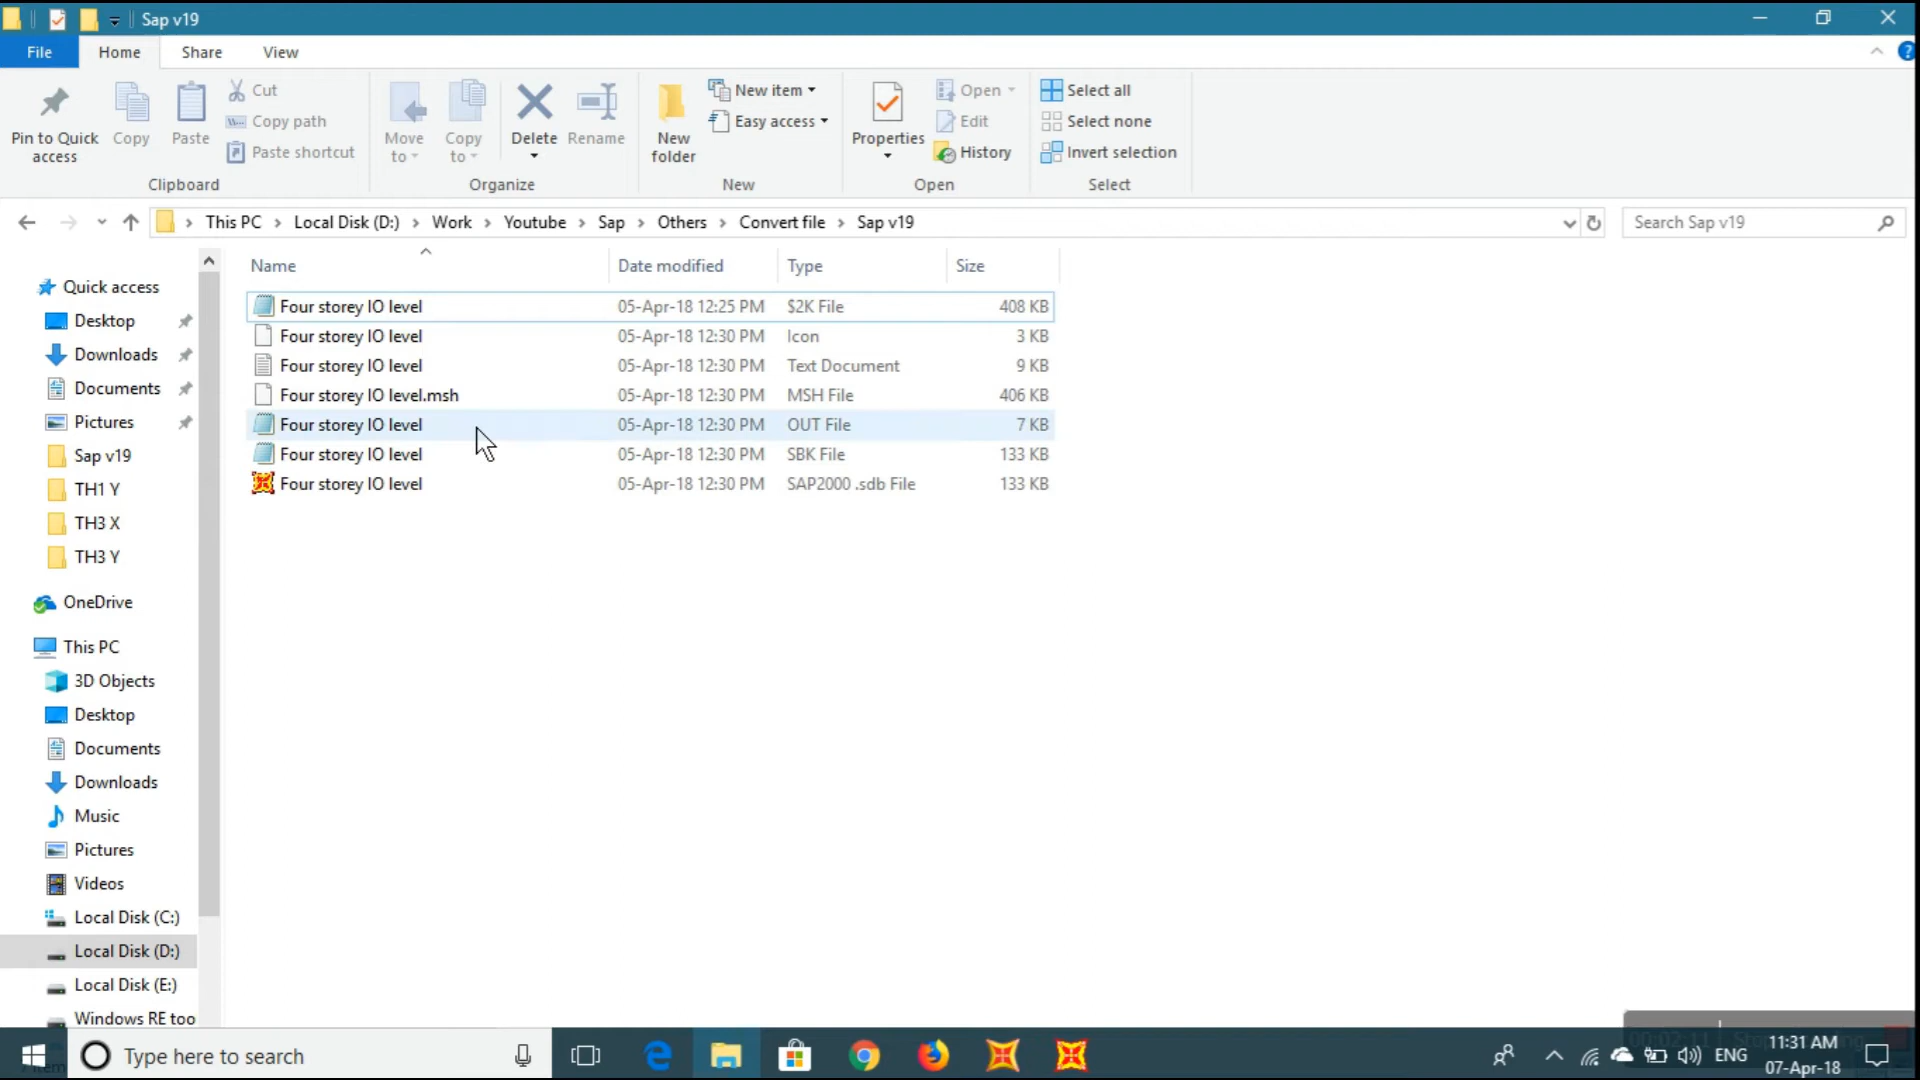 Sap v19
File Home Share View
Pin to Quick access
Copy
Paste
Cut
Copy path
Paste shortcut
Clipboard
Move to
Copy to
Delete
Rename
Organize
New folder
New item
Easy access
New
Properties
Open
Edit
History
Open
Select all
Select none
Invert selection
Select
This PC > Local Disk (D:) > Work > Youtube > Sap > Others > Convert file > Sap v19
Search Sap v19
Quick access
Desktop
Downloads
Documents
Pictures
Sap v19
TH1 Y
TH3 X
TH3 Y
OneDrive
This PC
3D Objects
Desktop
Documents
Downloads
Music
Pictures
Videos
Local Disk (C:)
Local Disk (D:)
Local Disk (E:)
Windows RE too
Name Date modified Type Size
Four storey IO level 05-Apr-18 12:25 PM $2K File 408 KB
Four storey IO level 05-Apr-18 12:30 PM Icon 3 KB
Four storey IO level 05-Apr-18 12:30 PM Text Document 9 KB
Four storey IO level.msh 05-Apr-18 12:30 PM MSH File 406 KB
Four storey IO level 05-Apr-18 12:30 PM OUT File 7 KB
Four storey IO level 05-Apr-18 12:30 PM SBK File 133 KB
Four storey IO level 05-Apr-18 12:30 PM SAP2000 .sdb File 133 KB
Type here to search
ENG
11:31 AM
07-Apr-18